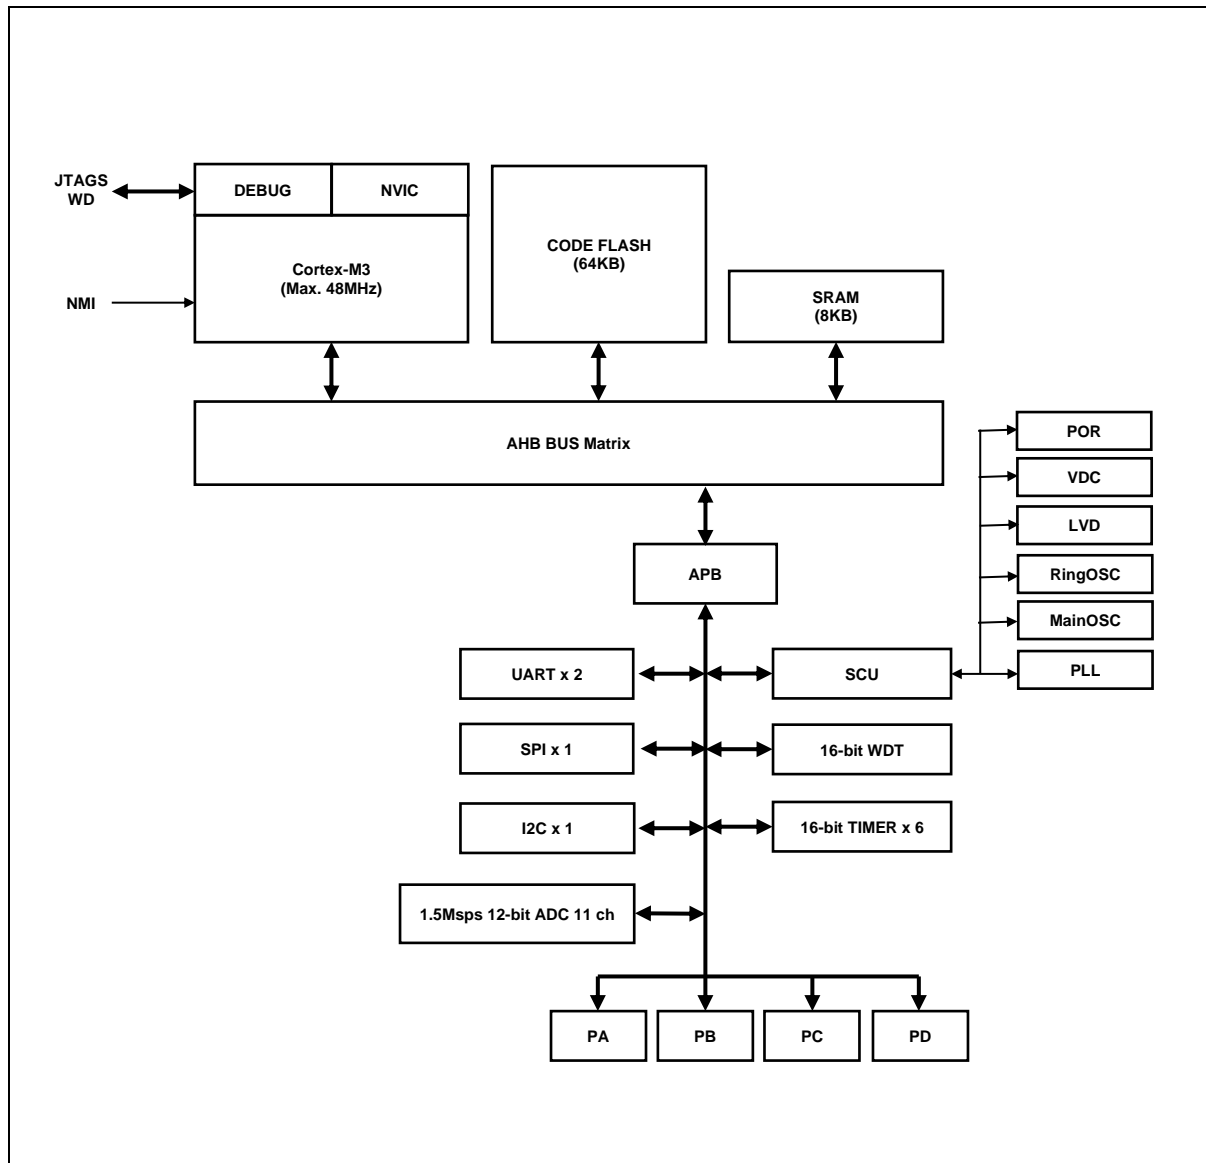 JTAGS
WD
DEBUG
NVIC
CODE FLASH
(64KB)
Cortex-M3
(Max. 48MHz)
NMI
SRAM
(8KB)
AHB BUS Matrix
POR
VDC
LVD
RingOSC
MainOSC
PLL
APB
UART x 2
SCU
SPI x 1
16-bit WDT
I2C x 1
16-bit TIMER x 6
1.5Msps 12-bit ADC 11 ch
PA
PB
PC
PD